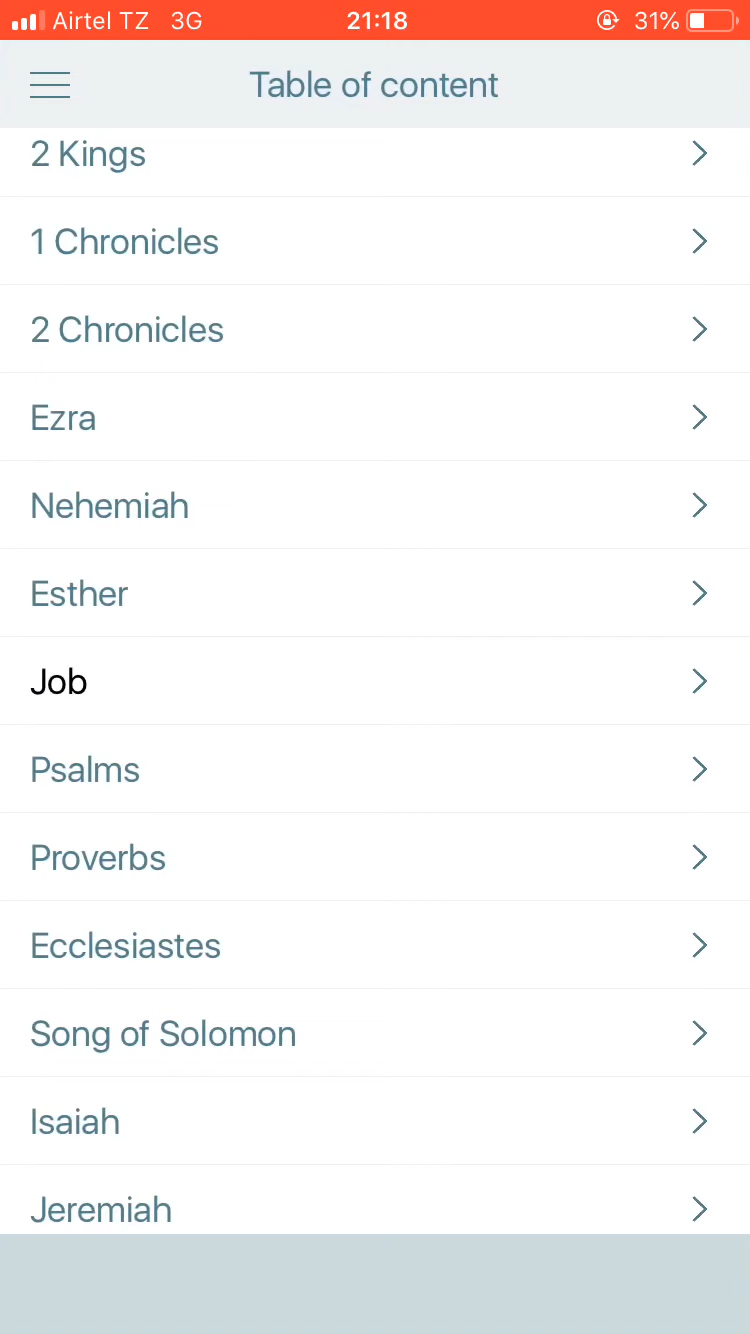 Airtel TZ 3G 21:18 31%
Table of content
2 Kings
1 Chronicles
2 Chronicles
Ezra
Nehemiah
Esther
Job
Psalms
Proverbs
Ecclesiastes
Song of Solomon
Isaiah
Jeremiah